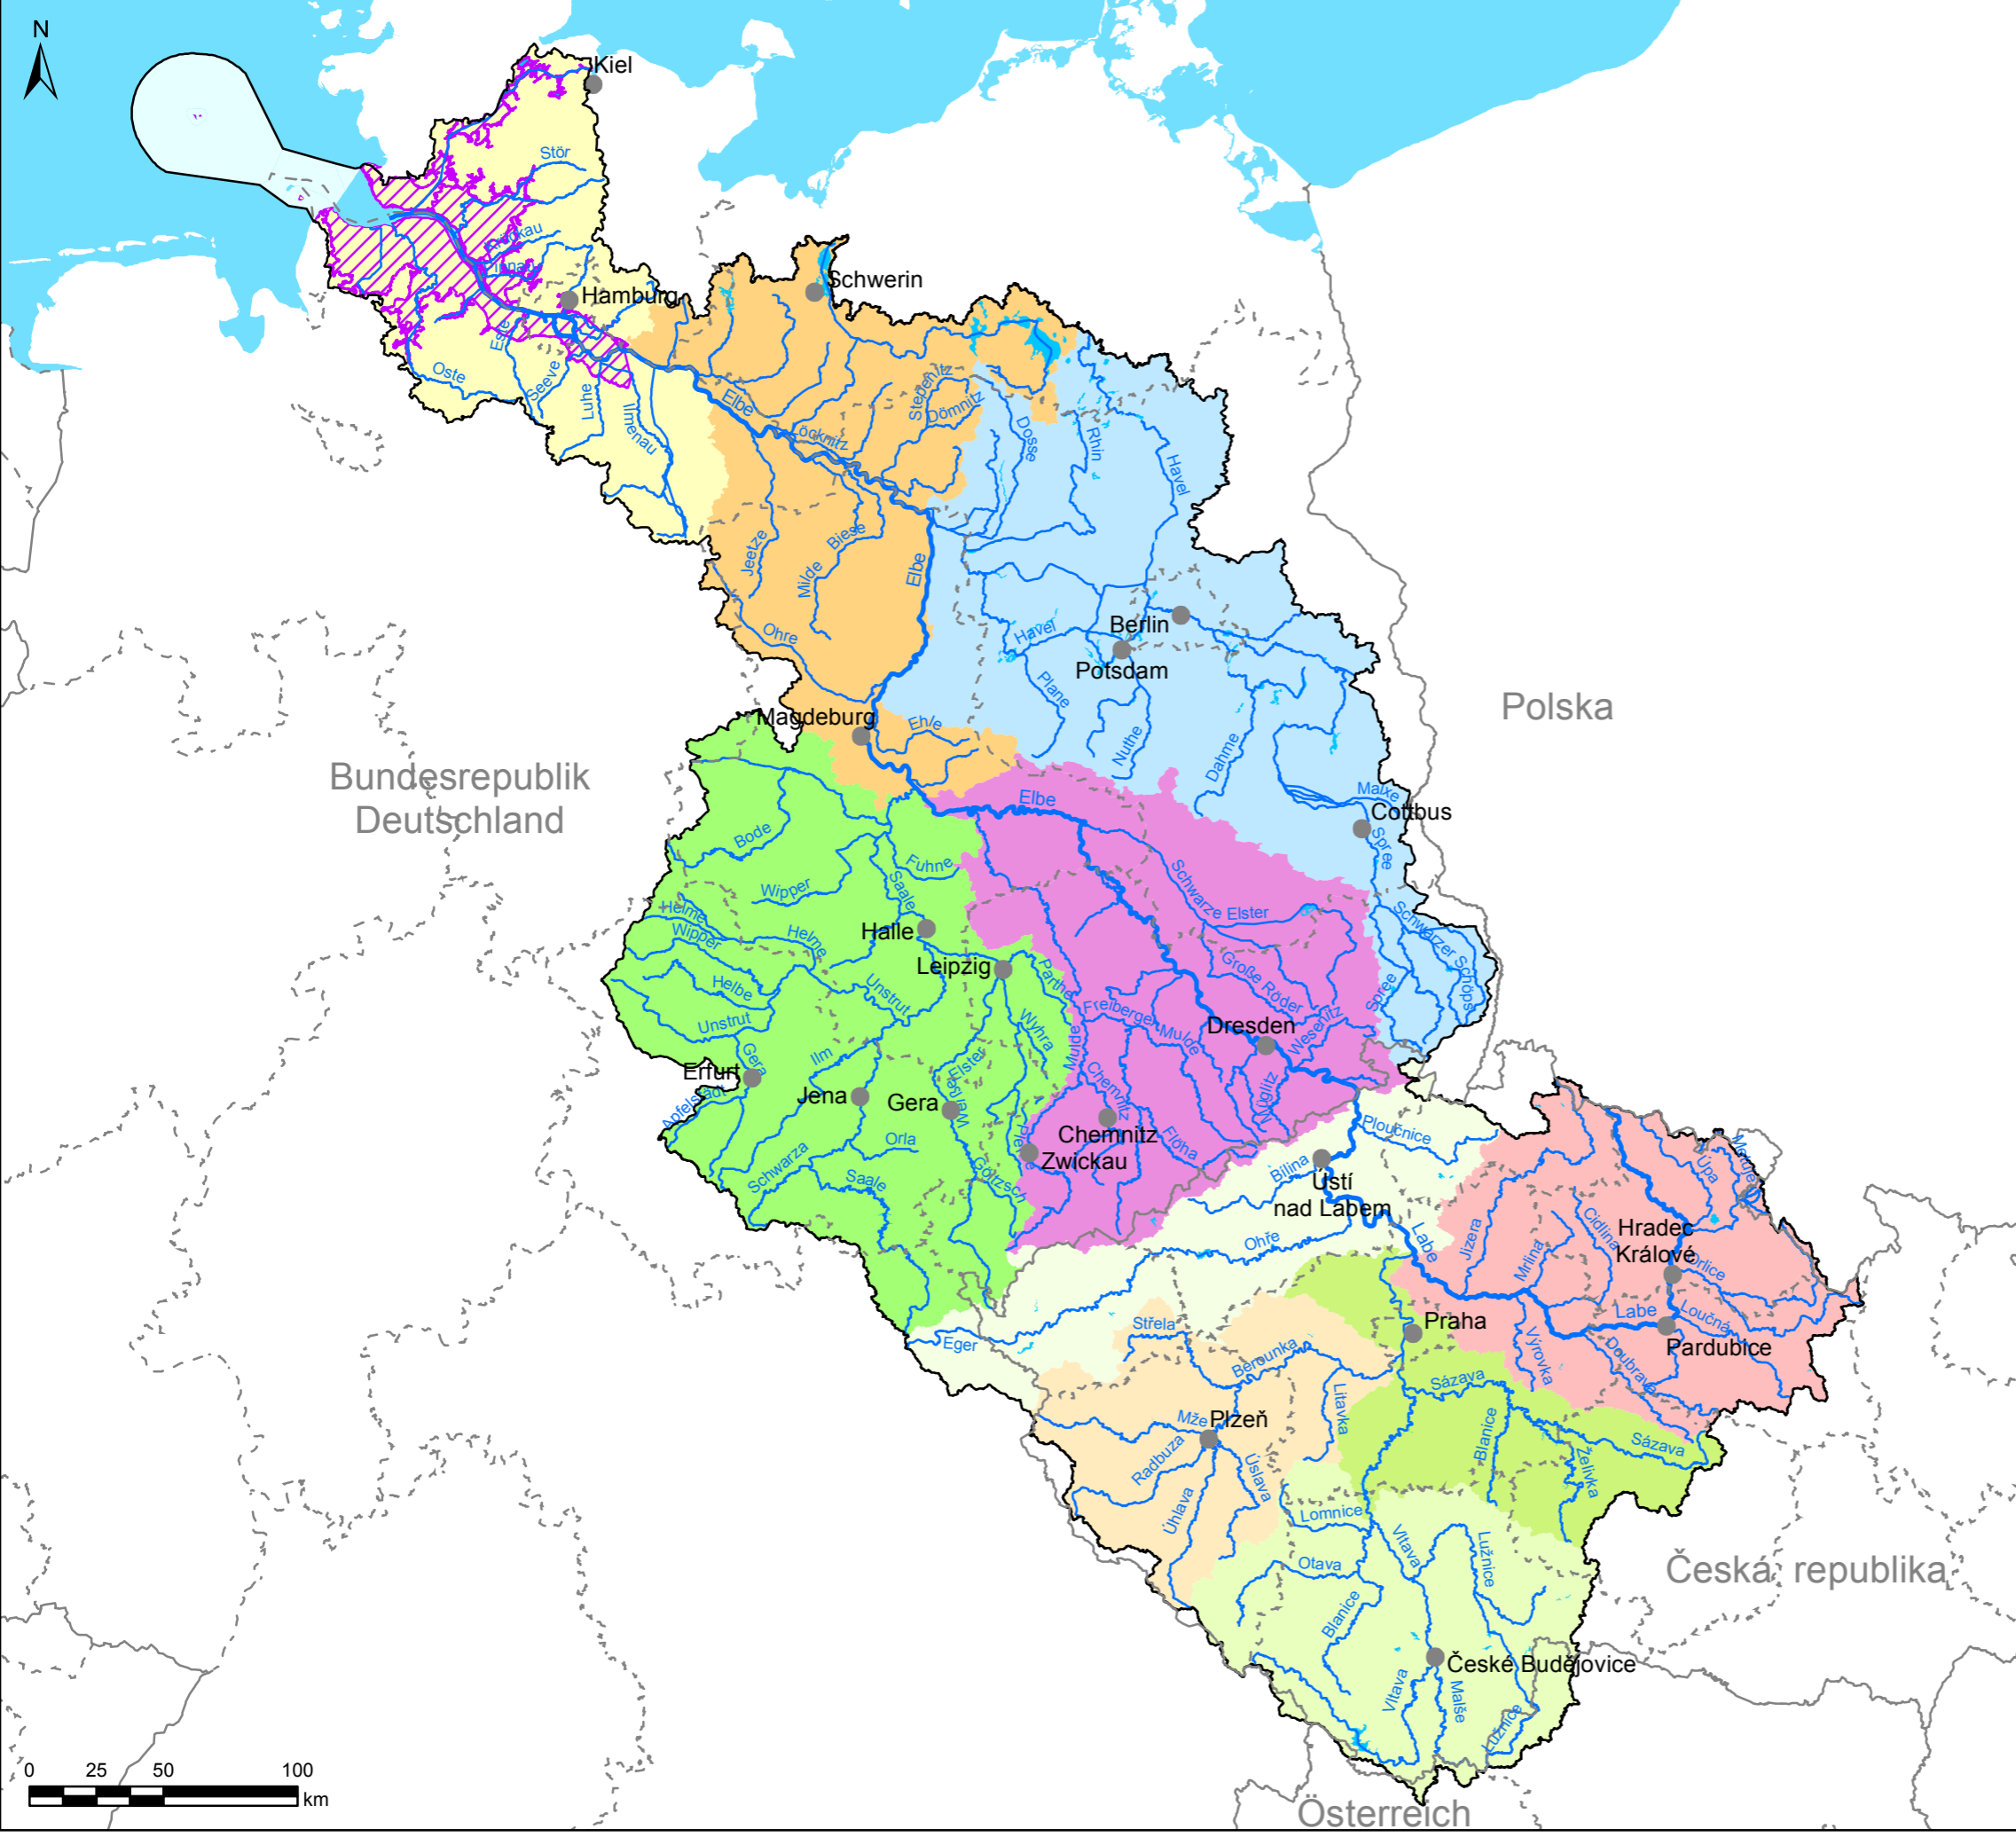 N
Kiel
Stör
Krückau
Pinnau
Hamburg
Schwerin
Este
Oste
Seeve
Luhe
Ilmenau
Elbe
Stepenitz
Dömnitz
Löcknitz
Dosse
Rhin
Havel
Jeetze
Biese
Milde
Elbe
Ohre
Berlin
Havel
Potsdam
Plane
Nuthe
Dahme
Polska
Magdeburg
Ehle
Bundesrepublik
Deutschland
Elbe
Malxe
Cottbus
Spree
Bode
Fuhne
Wipper
Saale
Schwarze Elster
Helme
Wipper
Helme
Halle
Schwarzer Schöps
Leipzig
Parthe
Große Röder
Spree
Helbe
Unstrut
Unstrut
Wyhra
Freiberger Mulde
Mulde
Dresden
Wesenitz
Gera
Ilm
Erfurt
Apfelstädt
Jena
Gera
Weiße Elster
Chemnitz
Müglitz
Chemnitz
Flöha
Pleiße
Zwickau
Orla
Schwarza
Saale
Göltzsch
Ploučnice
Bílina
Ústí
nad Labem
Ohře
Labe
Jizera
Mrlina
Cidlina
Úpa
Metuje
Hradec
Králové
Orlice
Labe
Loučná
Pardubice
Výrovka
Doubrava
Eger
Střela
Berounka
Praha
Sázava
Litavka
Mže
Plzeň
Radbuza
Úslava
Úhlava
Blanice
Sázava
Želivka
Lomnice
Vltava
Lužnice
Otava
Blanice
Česká republika
České Budějovice
Vltava
Malše
Lužnice
Österreich
0 25 50 100
km